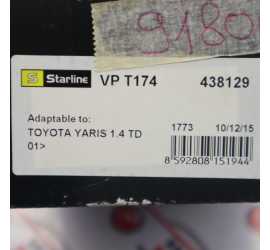 9180
S Starline VP T174 438129
Adaptable to:
TOYOTA YARIS 1.4 TD
01>
1773 10/12/15
8 592808 151944